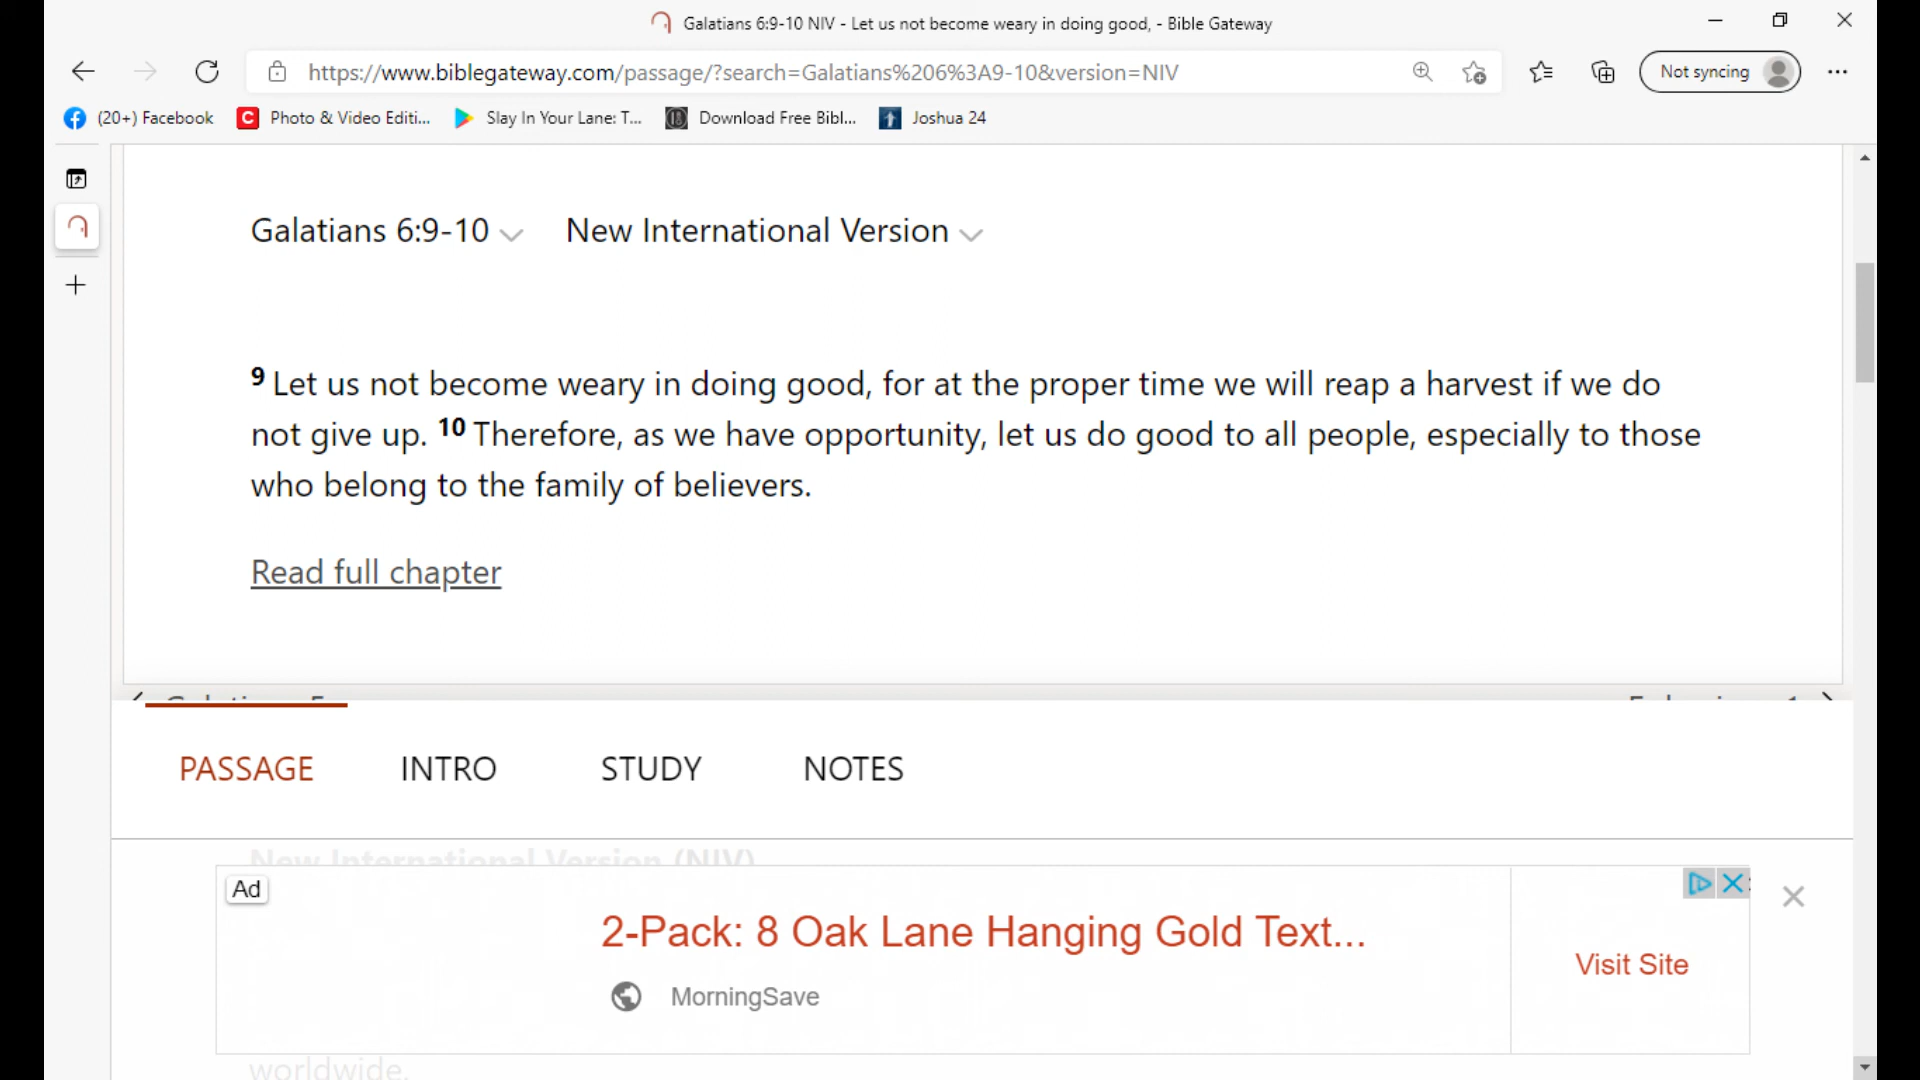 Galatians 6:9-10 NIV - Let us not become weary in doing good, - Bible Gateway
https://www.biblegateway.com/passage/?search=Galatians%206%3A9-10&version=NIV
Not syncing
(20+) Facebook
Photo & Video Editi...
Slay In Your Lane: T...
Download Free Bibl...
Joshua 24
Galatians 6:9-10
New International Version
9 Let us not become weary in doing good, for at the proper time we will reap a harvest if we do
not give up. 10 Therefore, as we have opportunity, let us do good to all people, especially to those
who belong to the family of believers.
Read full chapter
PASSAGE
INTRO
STUDY
NOTES
New International Version (NIV)
Ad
2-Pack: 8 Oak Lane Hanging Gold Text...
MorningSave
Visit Site
worldwide.